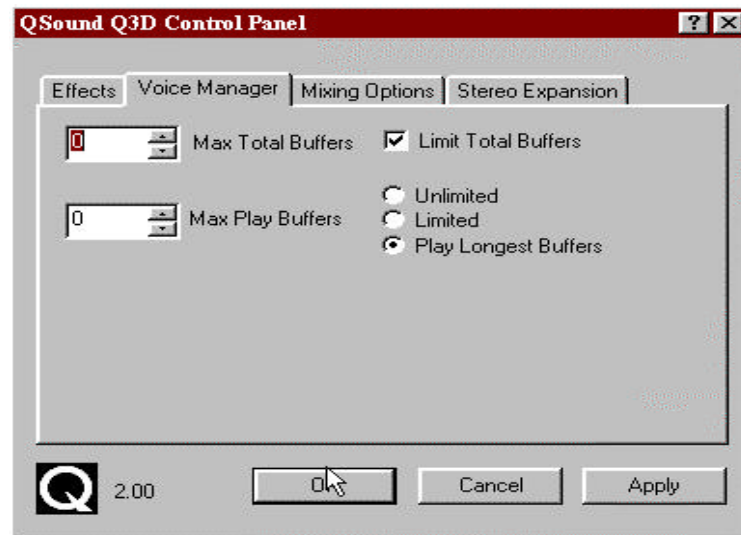 QSound Q3D Control Panel
Effects Voice Manager Mixing Options Stereo Expansion
0 Max Total Buffers Limit Total Buffers
Unlimited
0 Max Play Buffers Limited
Play Longest Buffers
Q 2.00 OK Cancel Apply